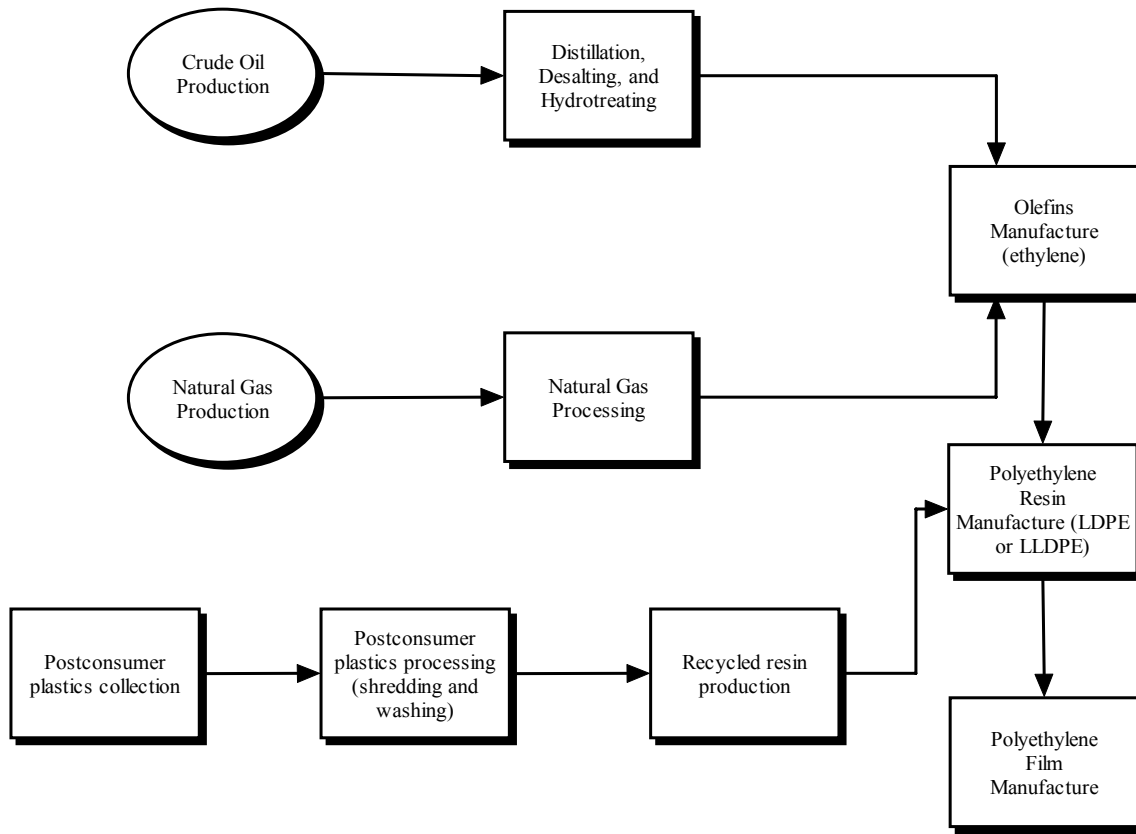 Crude Oil
Production
Distillation,
Desalting, and
Hydrotreating
Olefins
Manufacture
(ethylene)
Natural Gas
Production
Natural Gas
Processing
Polyethylene
Resin
Manufacture (LDPE
or LLDPE)
Postconsumer
plastics collection
Postconsumer
plastics processing
(shredding and
washing)
Recycled resin
production
Polyethylene
Film
Manufacture